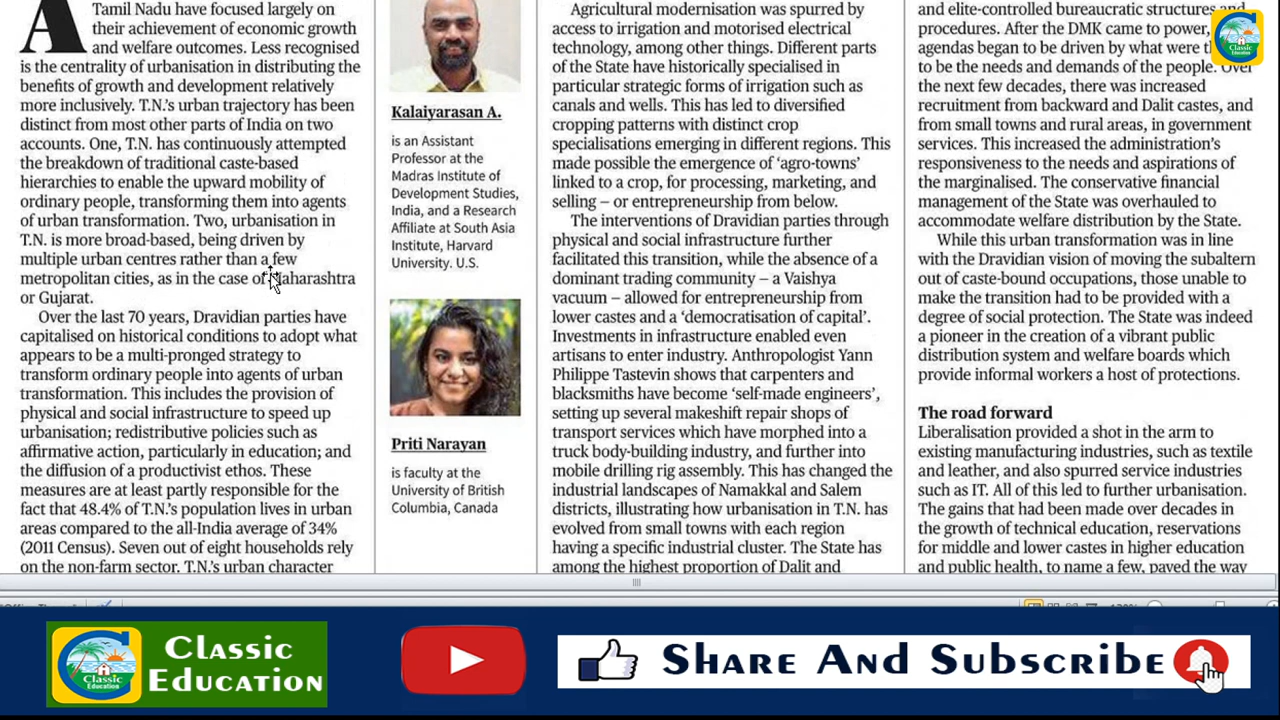 A
Tamil Nadu have focused largely on
their achievement of economic growth
and welfare outcomes. Less recognised
is the centrality of urbanisation in distributing the
benefits of growth and development relatively
more inclusively. T.N.'s urban trajectory has been
distinct from most other parts of India on two
accounts. One, T.N. has continuously attempted
the breakdown of traditional caste-based
hierarchies to enable the upward mobility of
ordinary people, transforming them into agents
of urban transformation. Two, urbanisation in
T.N. is more broad-based, being driven by
multiple urban centres rather than a few
metropolitan cities, as in the case of Maharashtra
or Gujarat.
Over the last 70 years, Dravidian parties have
capitalised on historical conditions to adopt what
appears to be a multi-pronged strategy to
transform ordinary people into agents of urban
transformation. This includes the provision of
physical and social infrastructure to speed up
urbanisation; redistributive policies such as
affirmative action, particularly in education; and
the diffusion of a productivist ethos. These
measures are at least partly responsible for the
fact that 48.4% of T.N.'s population lives in urban
areas compared to the all-India average of 34%
(2011 Census). Seven out of eight households rely
on the non-farm sector. T.N.'s urban character
Kalaiyarasan A.
is an Assistant
Professor at the
Madras Institute of
Development Studies,
India, and a Research
Affiliate at South Asia
Institute, Harvard
University. U.S.
Priti Narayan
is faculty at the
University of British
Columbia, Canada
Agricultural modernisation was spurred by
access to irrigation and motorised electrical
technology, among other things. Different parts
of the State have historically specialised in
particular strategic forms of irrigation such as
canals and wells. This has led to diversified
cropping patterns with distinct crop
specialisations emerging in different regions. This
made possible the emergence of 'agro-towns'
linked to a crop, for processing, marketing, and
selling – or entrepreneurship from below.
The interventions of Dravidian parties through
physical and social infrastructure further
facilitated this transition, while the absence of a
dominant trading community – a Vaishya
vacuum – allowed for entrepreneurship from
lower castes and a 'democratisation of capital'.
Investments in infrastructure enabled even
artisans to enter industry. Anthropologist Yann
Philippe Tastevin shows that carpenters and
blacksmiths have become 'self-made engineers',
setting up several makeshift repair shops of
transport services which have morphed into a
truck body-building industry, and further into
mobile drilling rig assembly. This has changed the
industrial landscapes of Namakkal and Salem
districts, illustrating how urbanisation in T.N. has
evolved from small towns with each region
having a specific industrial cluster. The State has
among the highest proportion of Dalit and
and elite-controlled bureaucratic structures and
procedures. After the DMK came to power,
agendas began to be driven by what were
to be the needs and demands of the people. Over
the next few decades, there was increased
recruitment from backward and Dalit castes, and
from small towns and rural areas, in government
services. This increased the administration's
responsiveness to the needs and aspirations of
the marginalised. The conservative financial
management of the State was overhauled to
accommodate welfare distribution by the State.
While this urban transformation was in line
with the Dravidian vision of moving the subaltern
out of caste-bound occupations, those unable to
make the transition had to be provided with a
degree of social protection. The State was indeed
a pioneer in the creation of a vibrant public
distribution system and welfare boards which
provide informal workers a host of protections.
The road forward
Liberalisation provided a shot in the arm to
existing manufacturing industries, such as textile
and leather, and also spurred service industries
such as IT. All of this led to further urbanisation.
The gains that had been made over decades in
the growth of technical education, reservations
for middle and lower castes in higher education
and public health, to name a few, paved the way
Classic
Education
Classic
Education
Classic
Education
Share And Subscribe